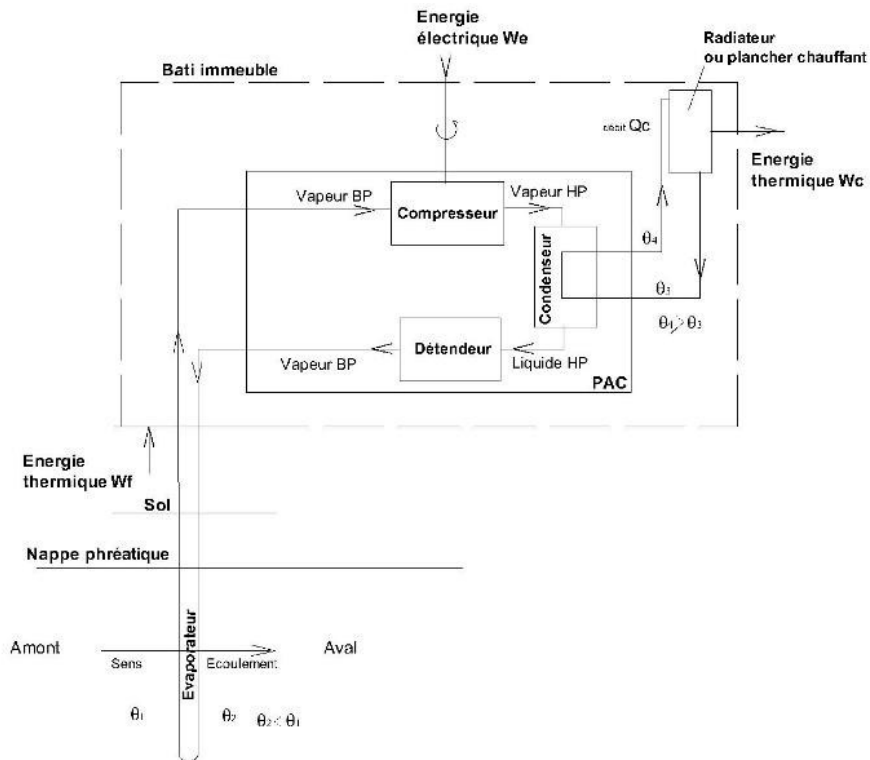 Energie
électrique We
Radiateur
ou plancher chauffant
Bati immeuble
débit Qc
Energie
thermique Wc
Vapeur BP
Compresseur
Vapeur HP
Condenseur
θ4
θ3
θ4 > θ3
Détendeur
Vapeur BP
Liquide HP
PAC
Energie
thermique Wf
Sol
Nappe phréatique
Evaporateur
Amont
Sens
Ecoulement
Aval
θ1
θ2
θ2 < θ1